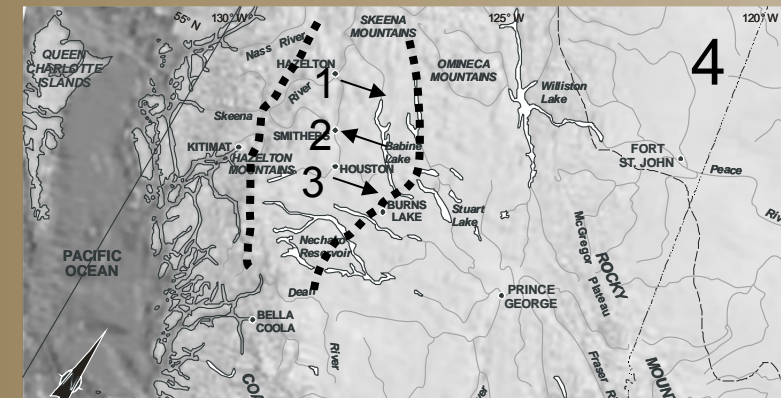 55° N
130° W
125° W
120° W
SKEENA
MOUNTAINS
Nass River
QUEEN
CHARLOTTE
ISLANDS
HAZELTON
1
River
Skeena
OMINECA
MOUNTAINS
4
Williston
Lake
SMITHERS
2
KITIMAT
HAZELTON
MOUNTAINS
Babine
Lake
HOUSTON
3
FORT
ST. JOHN
Peace
BURNS
LAKE
Stuart
Lake
McGregor Plateau
Nechako
Reservoir
PACIFIC
OCEAN
ROCKY
Dean
River
PRINCE
GEORGE
BELLA
COOLA
Fraser